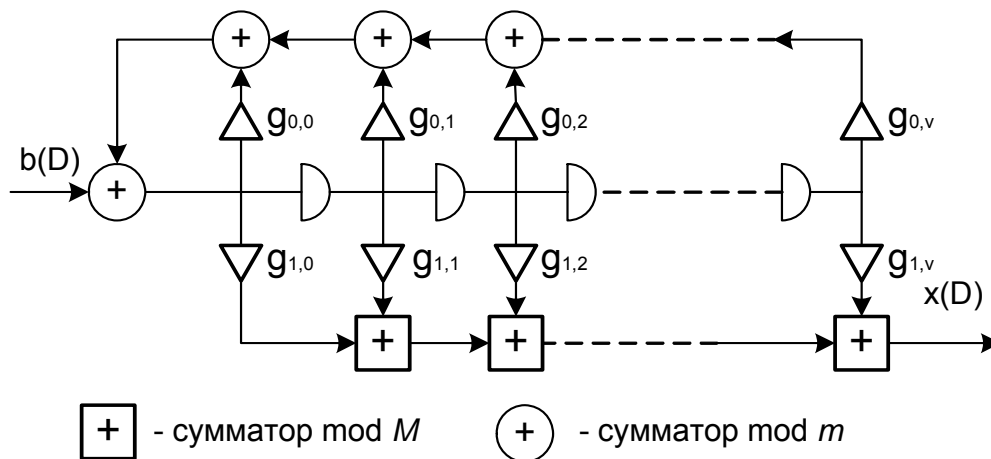 + + +
g0,0 g0,1 g0,2 g0,v
b(D)
+
g1,0 g1,1 g1,2 g1,v
x(D)
+ + +
+ - сумматор mod M + - сумматор mod m